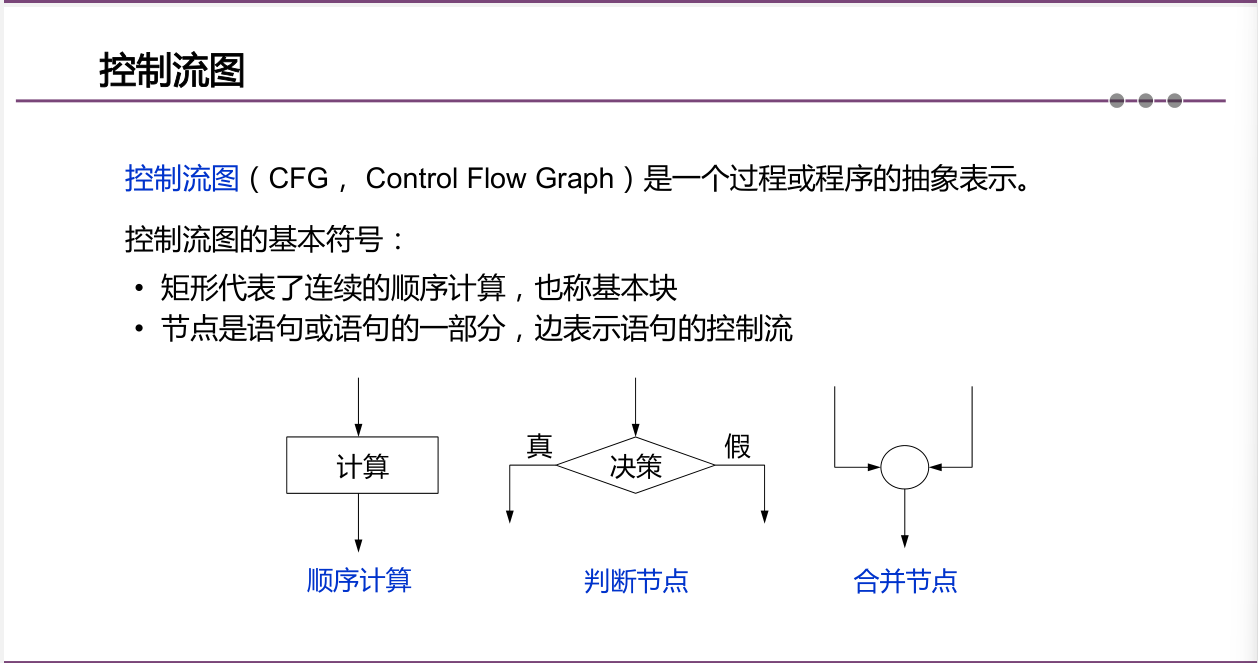 控制流图
控制流图（CFG， Control Flow Graph）是一个过程或程序的抽象表示。
控制流图的基本符号：
• 矩形代表了连续的顺序计算，也称基本块
• 节点是语句或语句的一部分，边表示语句的控制流
计算
真
决策
假
顺序计算
判断节点
合并节点